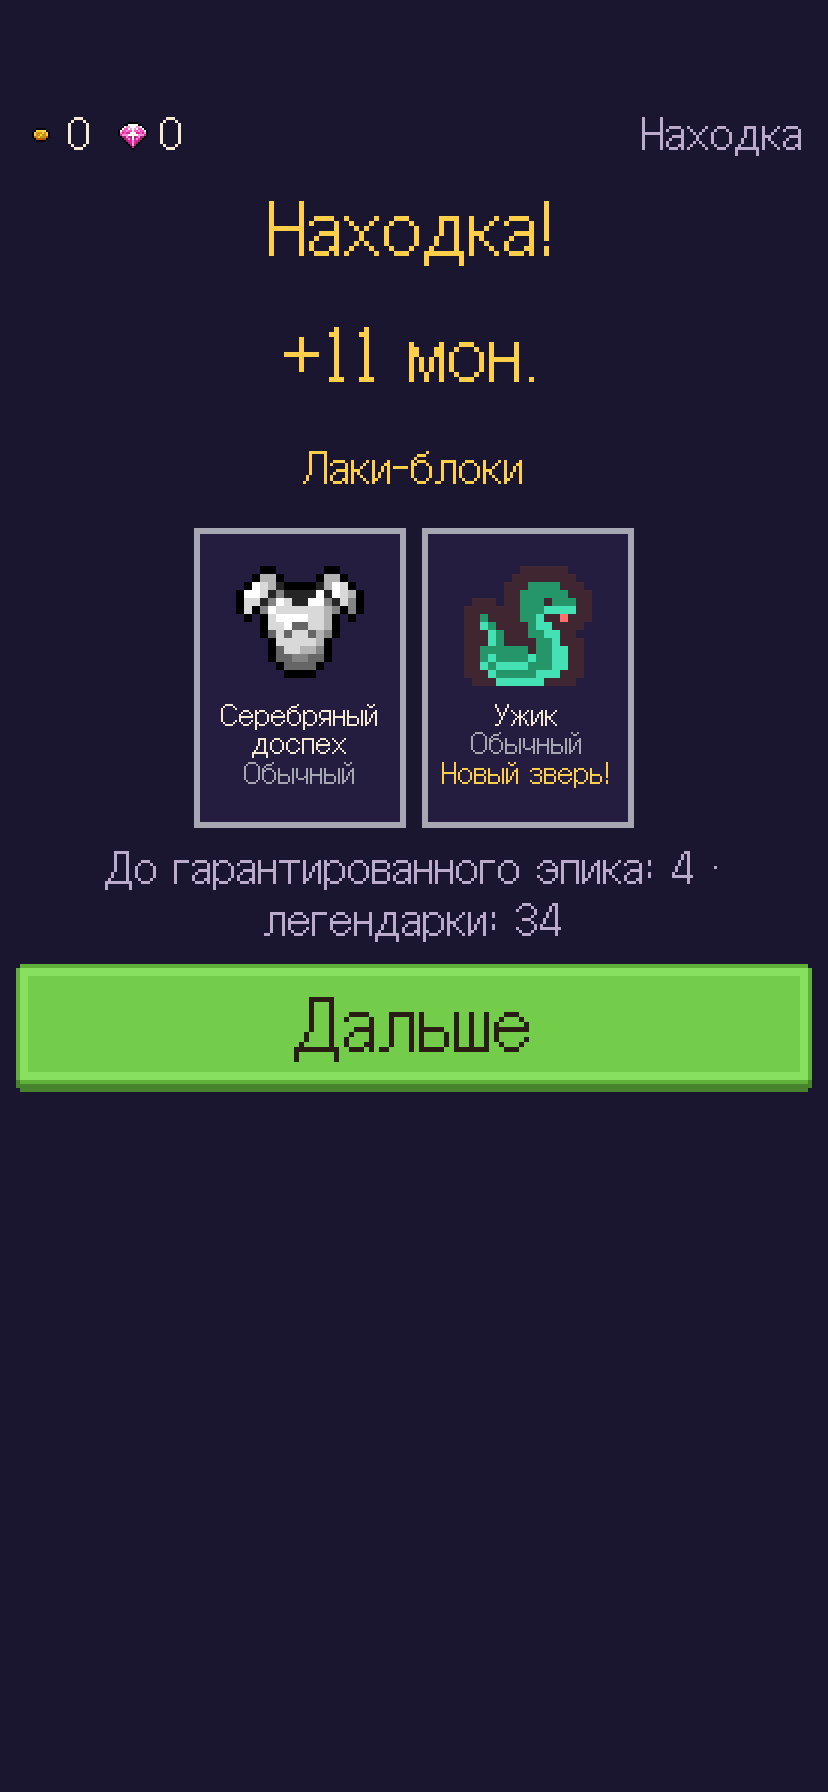 0 0 Находка
Находка!
+11 мон.
Лаки-блоки
Серебряный
доспех
Обычный
Ужик
Обычный
Новый зверь!
До гарантированного эпика: 4 ·
легендарки: 34
Дальше